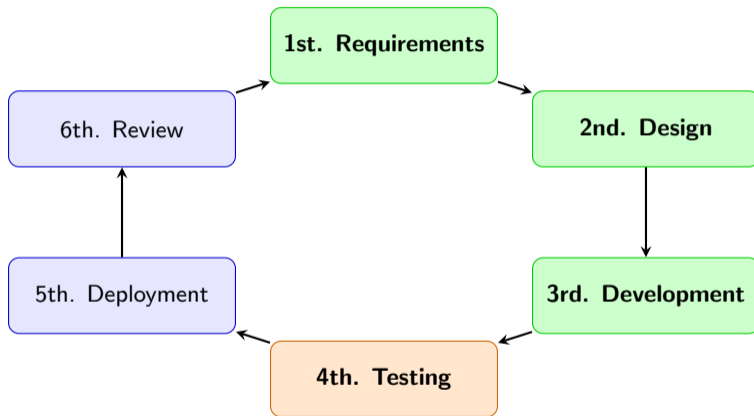 1st. Requirements
2nd. Design
3rd. Development
4th. Testing
5th. Deployment
6th. Review